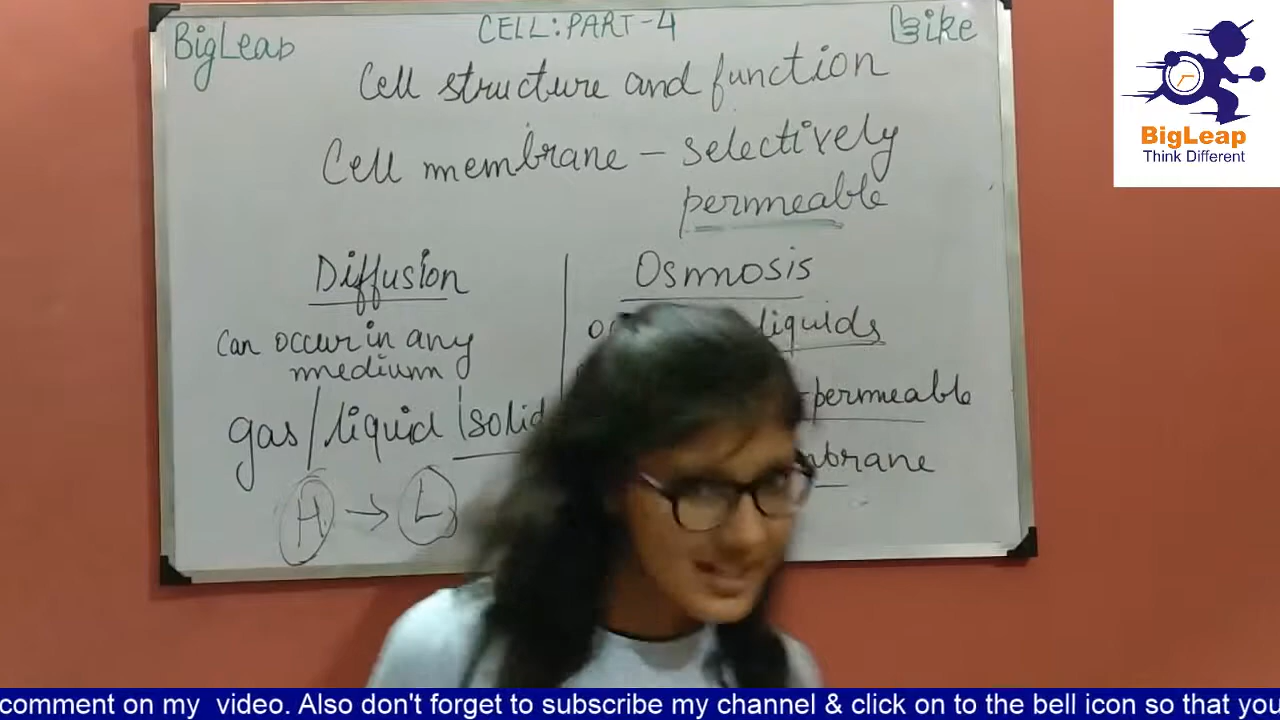 BigLeap
CELL: PART-4
Like
Cell structure and function
Cell membrane – selectively
permeable
Diffusion
Can occur in any
medium
gas/liquid/solid
H → L
Osmosis
liquids
permeable
brane
BigLeap
Think Different
comment on my video. Also don't forget to subscribe my channel & click on to the bell icon so that you